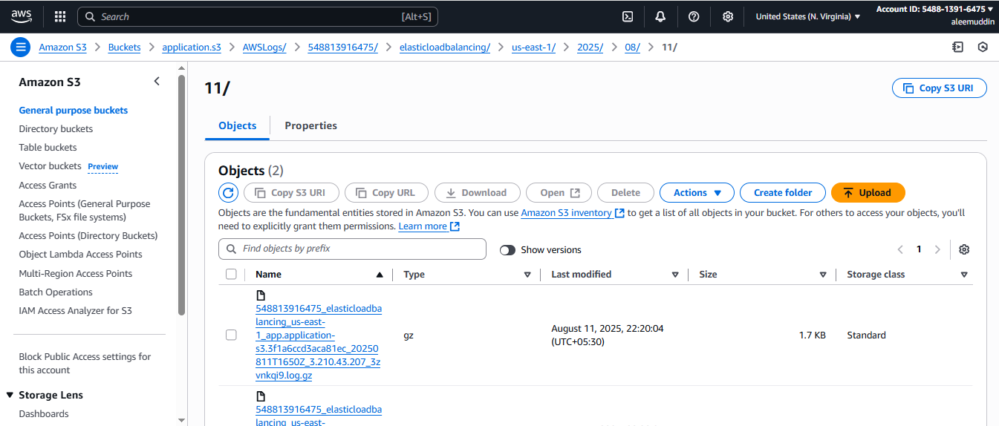 aws
Search
[Alt+S]
United States (N. Virginia)
Account ID: 5488-1391-6475
aleemuddin
Amazon S3
Buckets
application.s3
AWSLogs/
548813916475/
elasticloadbalancing/
us-east-1/
2025/
08/
11/
Amazon S3
General purpose buckets
Directory buckets
Table buckets
Vector buckets Preview
Access Grants
Access Points (General Purpose
Buckets, FSx file systems)
Access Points (Directory Buckets)
Object Lambda Access Points
Multi-Region Access Points
Batch Operations
IAM Access Analyzer for S3
Block Public Access settings for
this account
Storage Lens
Dashboards
11/
Copy S3 URI
Objects
Properties
Objects (2)
Copy S3 URI
Copy URL
Download
Open
Delete
Actions
Create folder
Upload
Objects are the fundamental entities stored in Amazon S3. You can use Amazon S3 inventory to get a list of all objects in your bucket. For others to access your objects, you'll
need to explicitly grant them permissions. Learn more
Find objects by prefix
Show versions
1
Name
Type
Last modified
Size
Storage class
548813916475_elasticloadba
lancing_us-east-
1_app.application-
s3.3f1a6ccd3aca81ec_20250
811T1650Z_3.210.43.207_3z
vnkqi9.log.gz
gz
August 11, 2025, 22:20:04
(UTC+05:30)
1.7 KB
Standard
548813916475_elasticloadba
lancing_us-east-